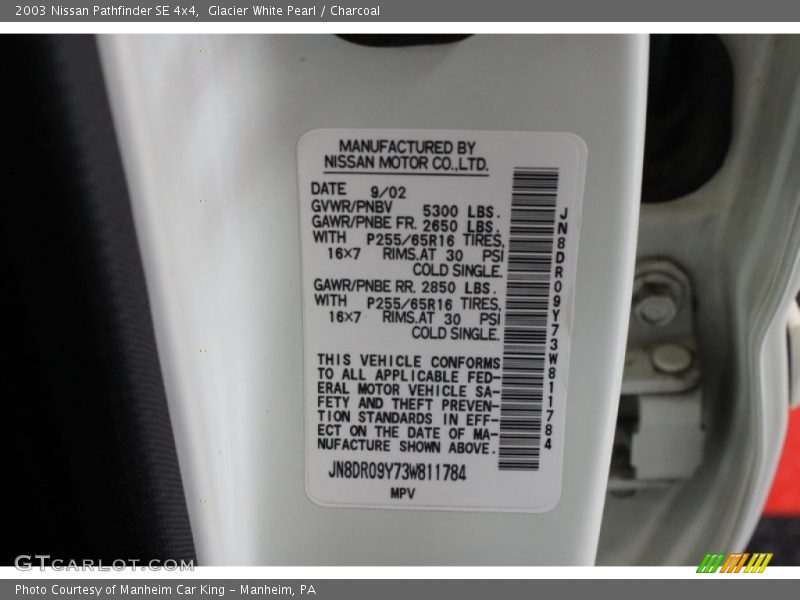 2003 Nissan Pathfinder SE 4x4,  Glacier White Pearl / Charcoal
MANUFACTURED BY
NISSAN MOTOR CO.,LTD.
DATE 9/02
GVWR/PNBV 5300 LBS.
GAWR/PNBE FR. 2650 LBS.
WITH P255/65R16 TIRES,
16×7 RIMS.AT 30 PSI
COLD SINGLE.
GAWR/PNBE RR. 2850 LBS.
WITH P255/65R16 TIRES,
16×7 RIMS.AT 30 PSI
COLD SINGLE.
THIS VEHICLE CONFORMS
TO ALL APPLICABLE FED-
ERAL MOTOR VEHICLE SA-
FETY AND THEFT PREVEN-
TION STANDARDS IN EFF-
ECT ON THE DATE OF MA-
NUFACTURE SHOWN ABOVE.
JN8DR09Y73W811784
MPV
JN8DR09Y73W811784
GTCarLot.com
Photo Courtesy of Manheim Car King - Manheim, PA